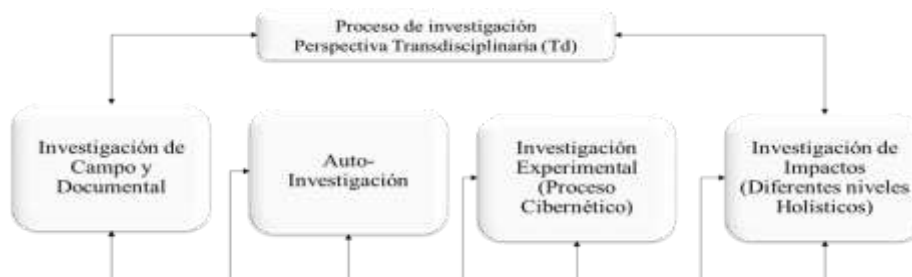 Proceso de investigación
Perspectiva Transdisciplinaria (Td)
Investigación de
Campo y
Documental
Auto-
Investigación
Investigación
Experimental
(Proceso
Cibernético)
Investigación de
Impactos
(Diferentes niveles
Holísticos)